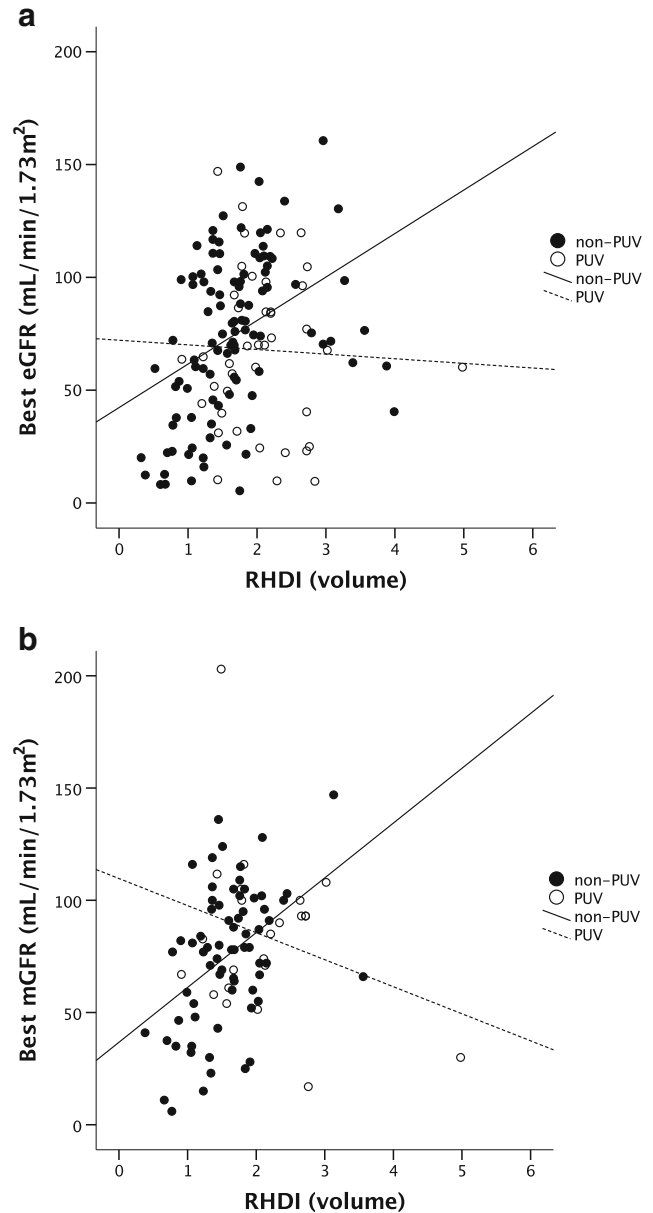 a
200
150
100
50
0
Best eGFR (mL/min/1.73m²)
0 1 2 3 4 5 6
RHDI (volume)
non-PUV
PUV
non-PUV
PUV
b
200
150
100
50
0
Best mGFR (mL/min/1.73m²)
0 1 2 3 4 5 6
RHDI (volume)
non-PUV
PUV
non-PUV
PUV